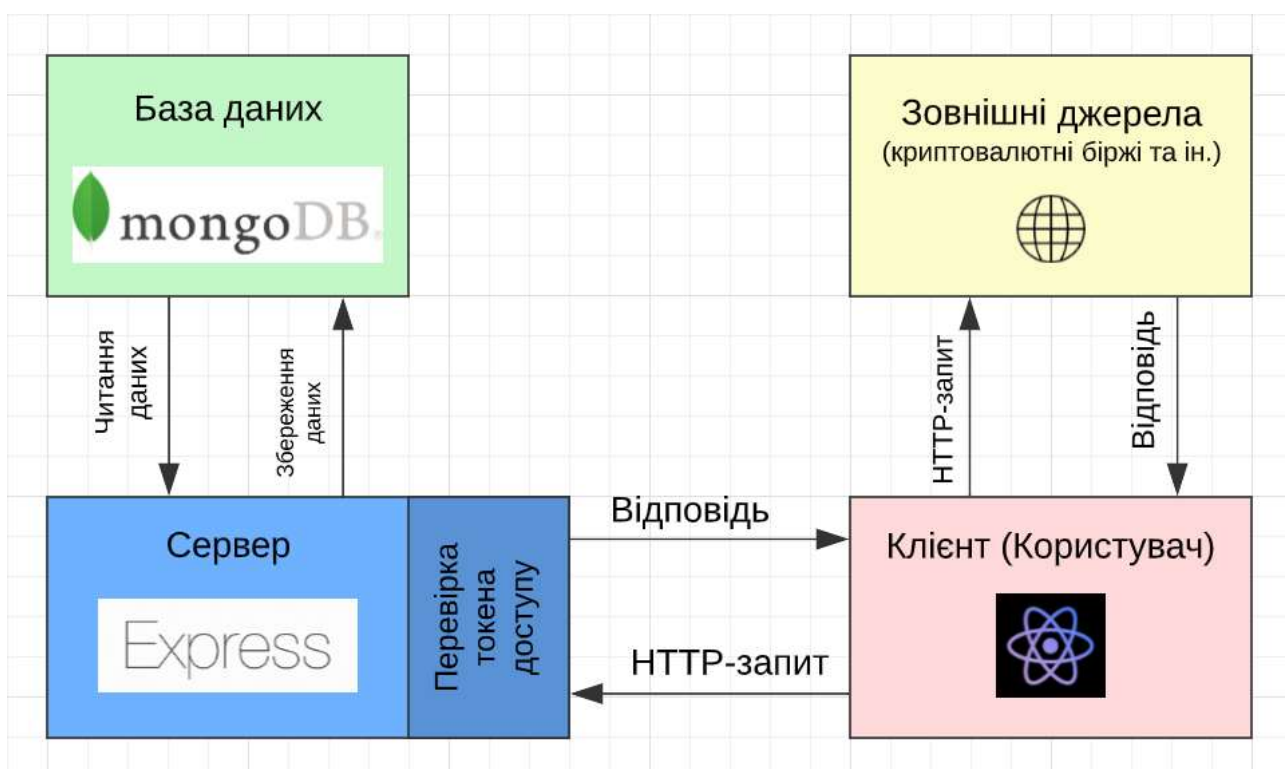 База даних
mongoDB
Зовнішні джерела
(криптовалютні біржі та ін.)
Читання
даних
Збереження
даних
HTTP-запит
Відповідь
Сервер
Express
Перевірка
токена
доступу
Відповідь
HTTP-запит
Клієнт (Користувач)